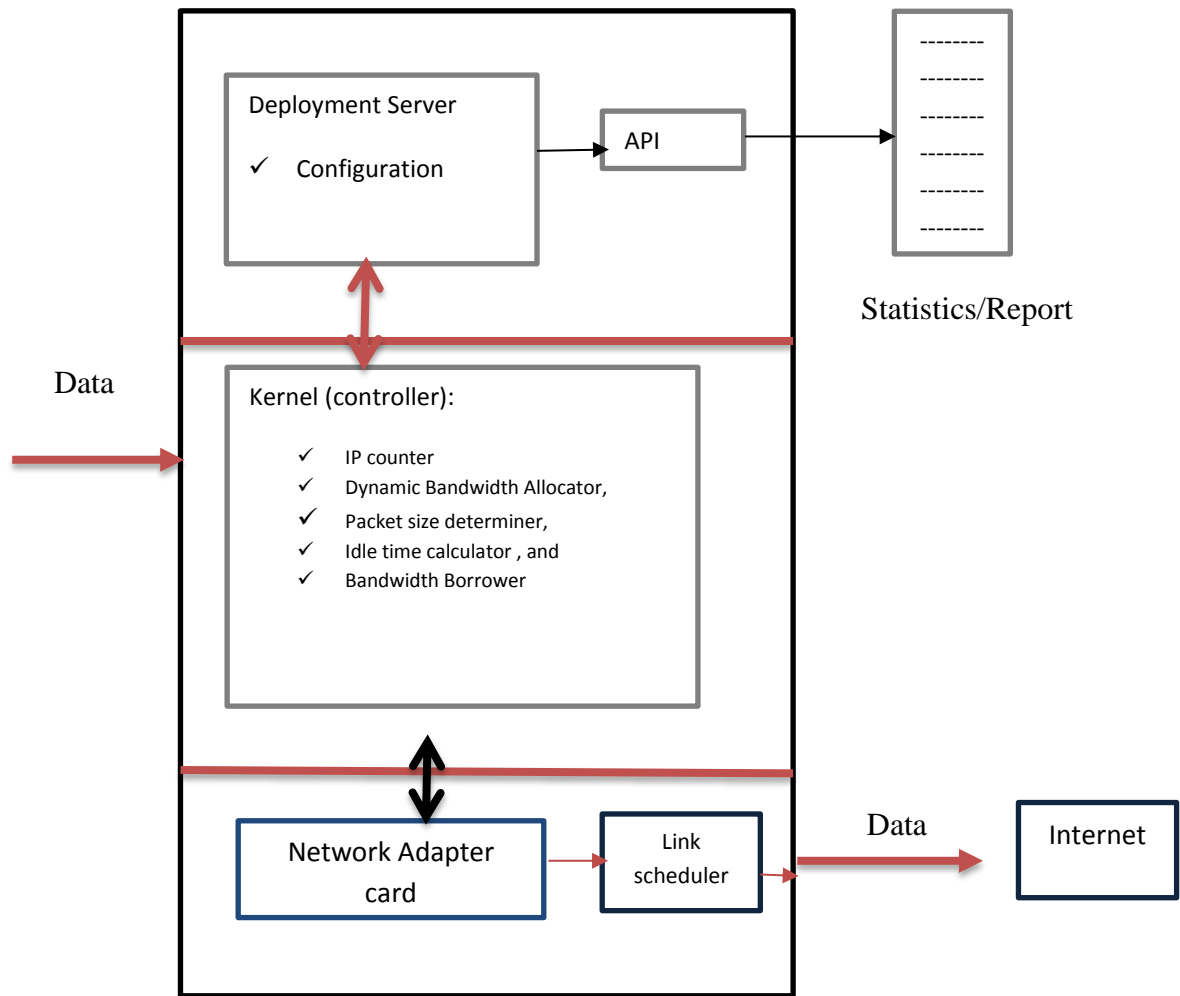 Deployment Server
✓ Configuration
API
--------
--------
--------
--------
--------
--------
Statistics/Report
Data
Kernel (controller):
✓ IP counter
✓ Dynamic Bandwidth Allocator,
✓ Packet size determiner,
✓ Idle time calculator , and
✓ Bandwidth Borrower
Network Adapter
card
Link
scheduler
Data
Internet